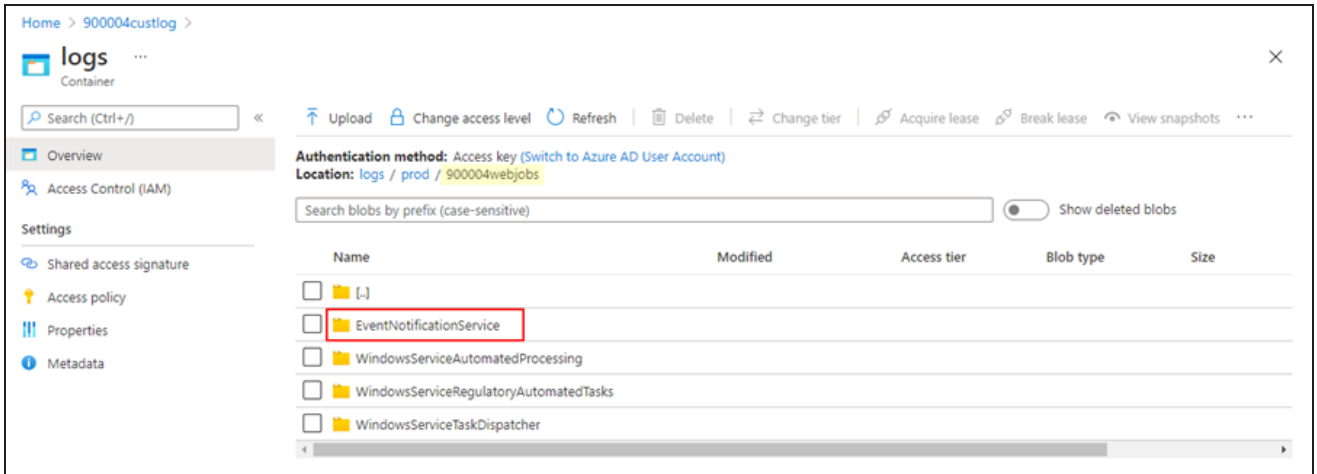 Home > 900004custlog >
logs ...
Container
Search (Ctrl+/) «
Overview
Access Control (IAM)
Settings
Shared access signature
Access policy
Properties
Metadata
Upload Change access level Refresh Delete Change tier Acquire lease Break lease View snapshots ...
Authentication method: Access key (Switch to Azure AD User Account)
Location: logs / prod / 900004webjobs
Search blobs by prefix (case-sensitive) Show deleted blobs
Name Modified Access tier Blob type Size
[..]
EventNotificationService
WindowsServiceAutomatedProcessing
WindowsServiceRegulatoryAutomatedTasks
WindowsServiceTaskDispatcher